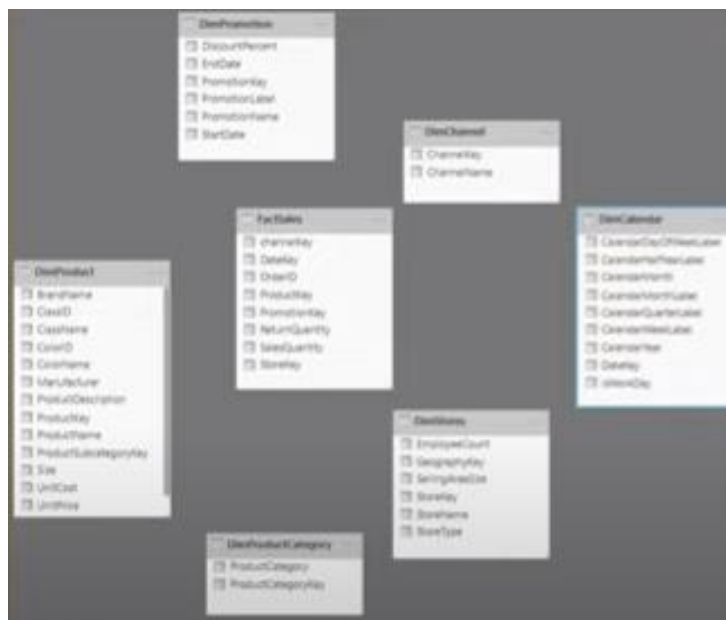 DimPromotion
DiscountPercent
EndDate
PromotionKey
PromotionLabel
PromotionName
StartDate
DimChannel
ChannelKey
ChannelName
FactSales
channelKey
DateKey
OrderID
ProductKey
PromotionKey
ReturnQuantity
SalesQuantity
StoreKey
DimCalendar
CalendarDayOfWeekLabel
CalendarHalfYearLabel
CalendarMonth
CalendarMonthLabel
CalendarQuarterLabel
CalendarWeekLabel
CalendarYear
DateKey
IsWorkDay
DimProduct
BrandName
ClassID
ClassName
ColorID
ColorName
Manufacturer
ProductDescription
ProductKey
ProductName
ProductSubcategoryKey
Size
UnitCost
UnitPrice
DimStores
EmployeeCount
GeographyKey
SellingAreaSize
StoreKey
StoreName
StoreType
DimProductCategory
ProductCategory
ProductCategoryKey